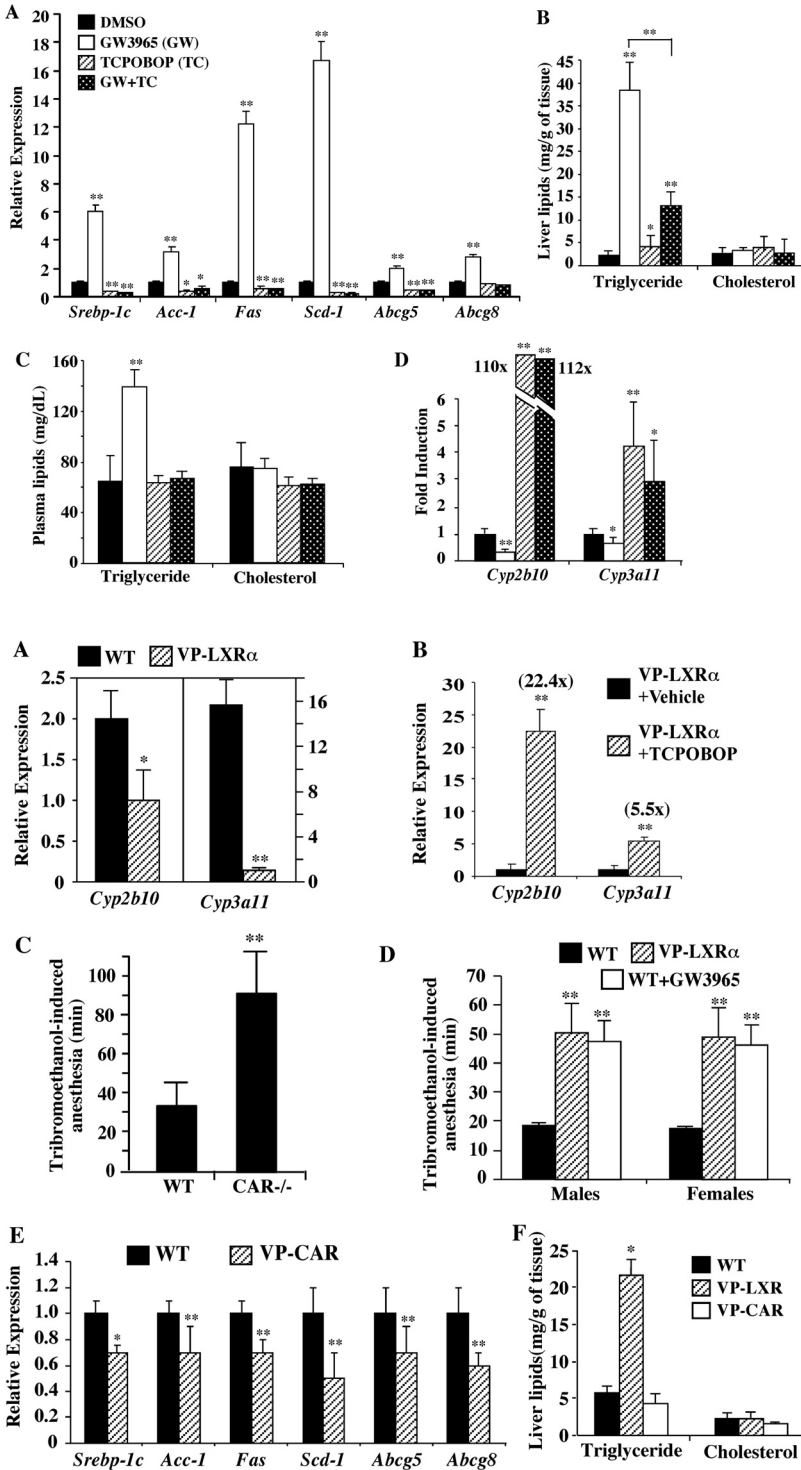 A
DMSO
GW3965 (GW)
TCPOBOP (TC)
GW+TC
Relative Expression
20
16
12
8
6
4
2
0
**
**
** **
**
*
*
**
** **
**
** **
**
** **
**
Srebp-1c Acc-1 Fas Scd-1 Abcg5 Abcg8
B
Liver lipids (mg/g of tissue)
45
40
35
30
25
20
15
10
5
0
**
**
*
**
Triglyceride Cholesterol
C
Plasma lipids (mg/dL)
160
120
80
60
40
0
**
Triglyceride Cholesterol
D
Fold Induction
110x
** **
112x
6
5
4
3
2
1
0
**
*
**
*
Cyp2b10 Cyp3a11
A
WT VP-LXRα
Relative Expression
2.5
2.0
1.5
1.0
0.5
0
16
12
8
4
0
*
**
Cyp2b10 Cyp3a11
B
VP-LXRα
+Vehicle
VP-LXRα
+TCPOBOP
Relative Expression
30
25
20
15
10
5
0
(22.4x)
**
(5.5x)
**
Cyp2b10 Cyp3a11
C
Tribromoethanol-induced
anesthesia (min)
100
80
60
40
20
0
**
WT CAR-/-
D
WT VP-LXRα
WT+GW3965
Tribromoethanol-induced
anesthesia (min)
70
60
50
40
30
20
10
0
** **
** **
Males Females
E
WT VP-CAR
Relative Expression
1.4
1.2
1.0
0.8
0.6
0.4
0.2
0
*
**
**
**
**
**
Srebp-1c Acc-1 Fas Scd-1 Abcg5 Abcg8
F
WT
VP-LXR
VP-CAR
Liver lipids(mg/g of tissue)
25
20
15
10
5
0
*
Triglyceride Cholesterol